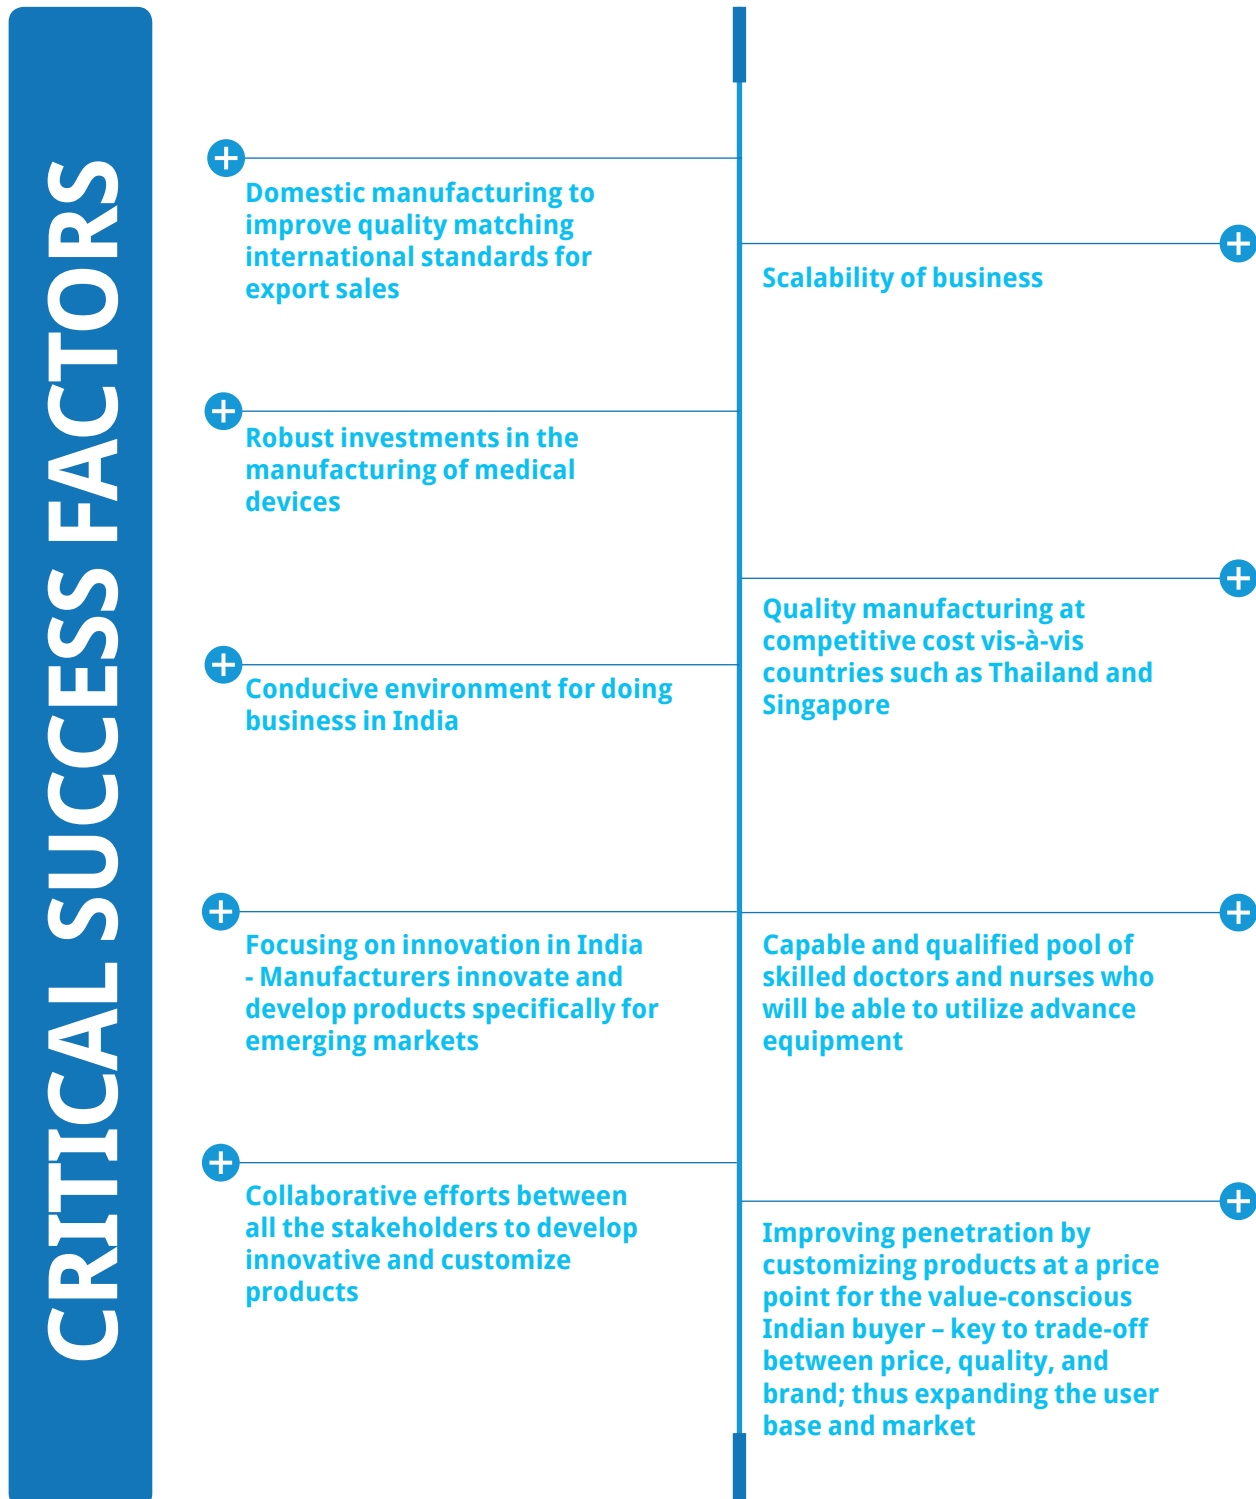 CRITICAL SUCCESS FACTORS
Domestic manufacturing to
improve quality matching
international standards for
export sales
Robust investments in the
manufacturing of medical
devices
Conducive environment for doing
business in India
Focusing on innovation in India
- Manufacturers innovate and
develop products specifically for
emerging markets
Collaborative efforts between
all the stakeholders to develop
innovative and customize
products
Scalability of business
Quality manufacturing at
competitive cost vis-à-vis
countries such as Thailand and
Singapore
Capable and qualified pool of
skilled doctors and nurses who
will be able to utilize advance
equipment
Improving penetration by
customizing products at a price
point for the value-conscious
Indian buyer – key to trade-off
between price, quality, and
brand; thus expanding the user
base and market